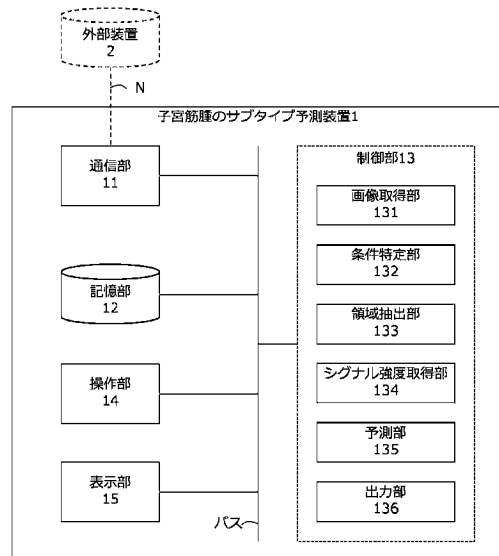 外部装置
2
N
子宮筋腫のサブタイプ予測装置1
通信部
11
記憶部
12
操作部
14
表示部
15
バス
制御部13
画像取得部
131
条件特定部
132
領域抽出部
133
シグナル強度取得部
134
予測部
135
出力部
136